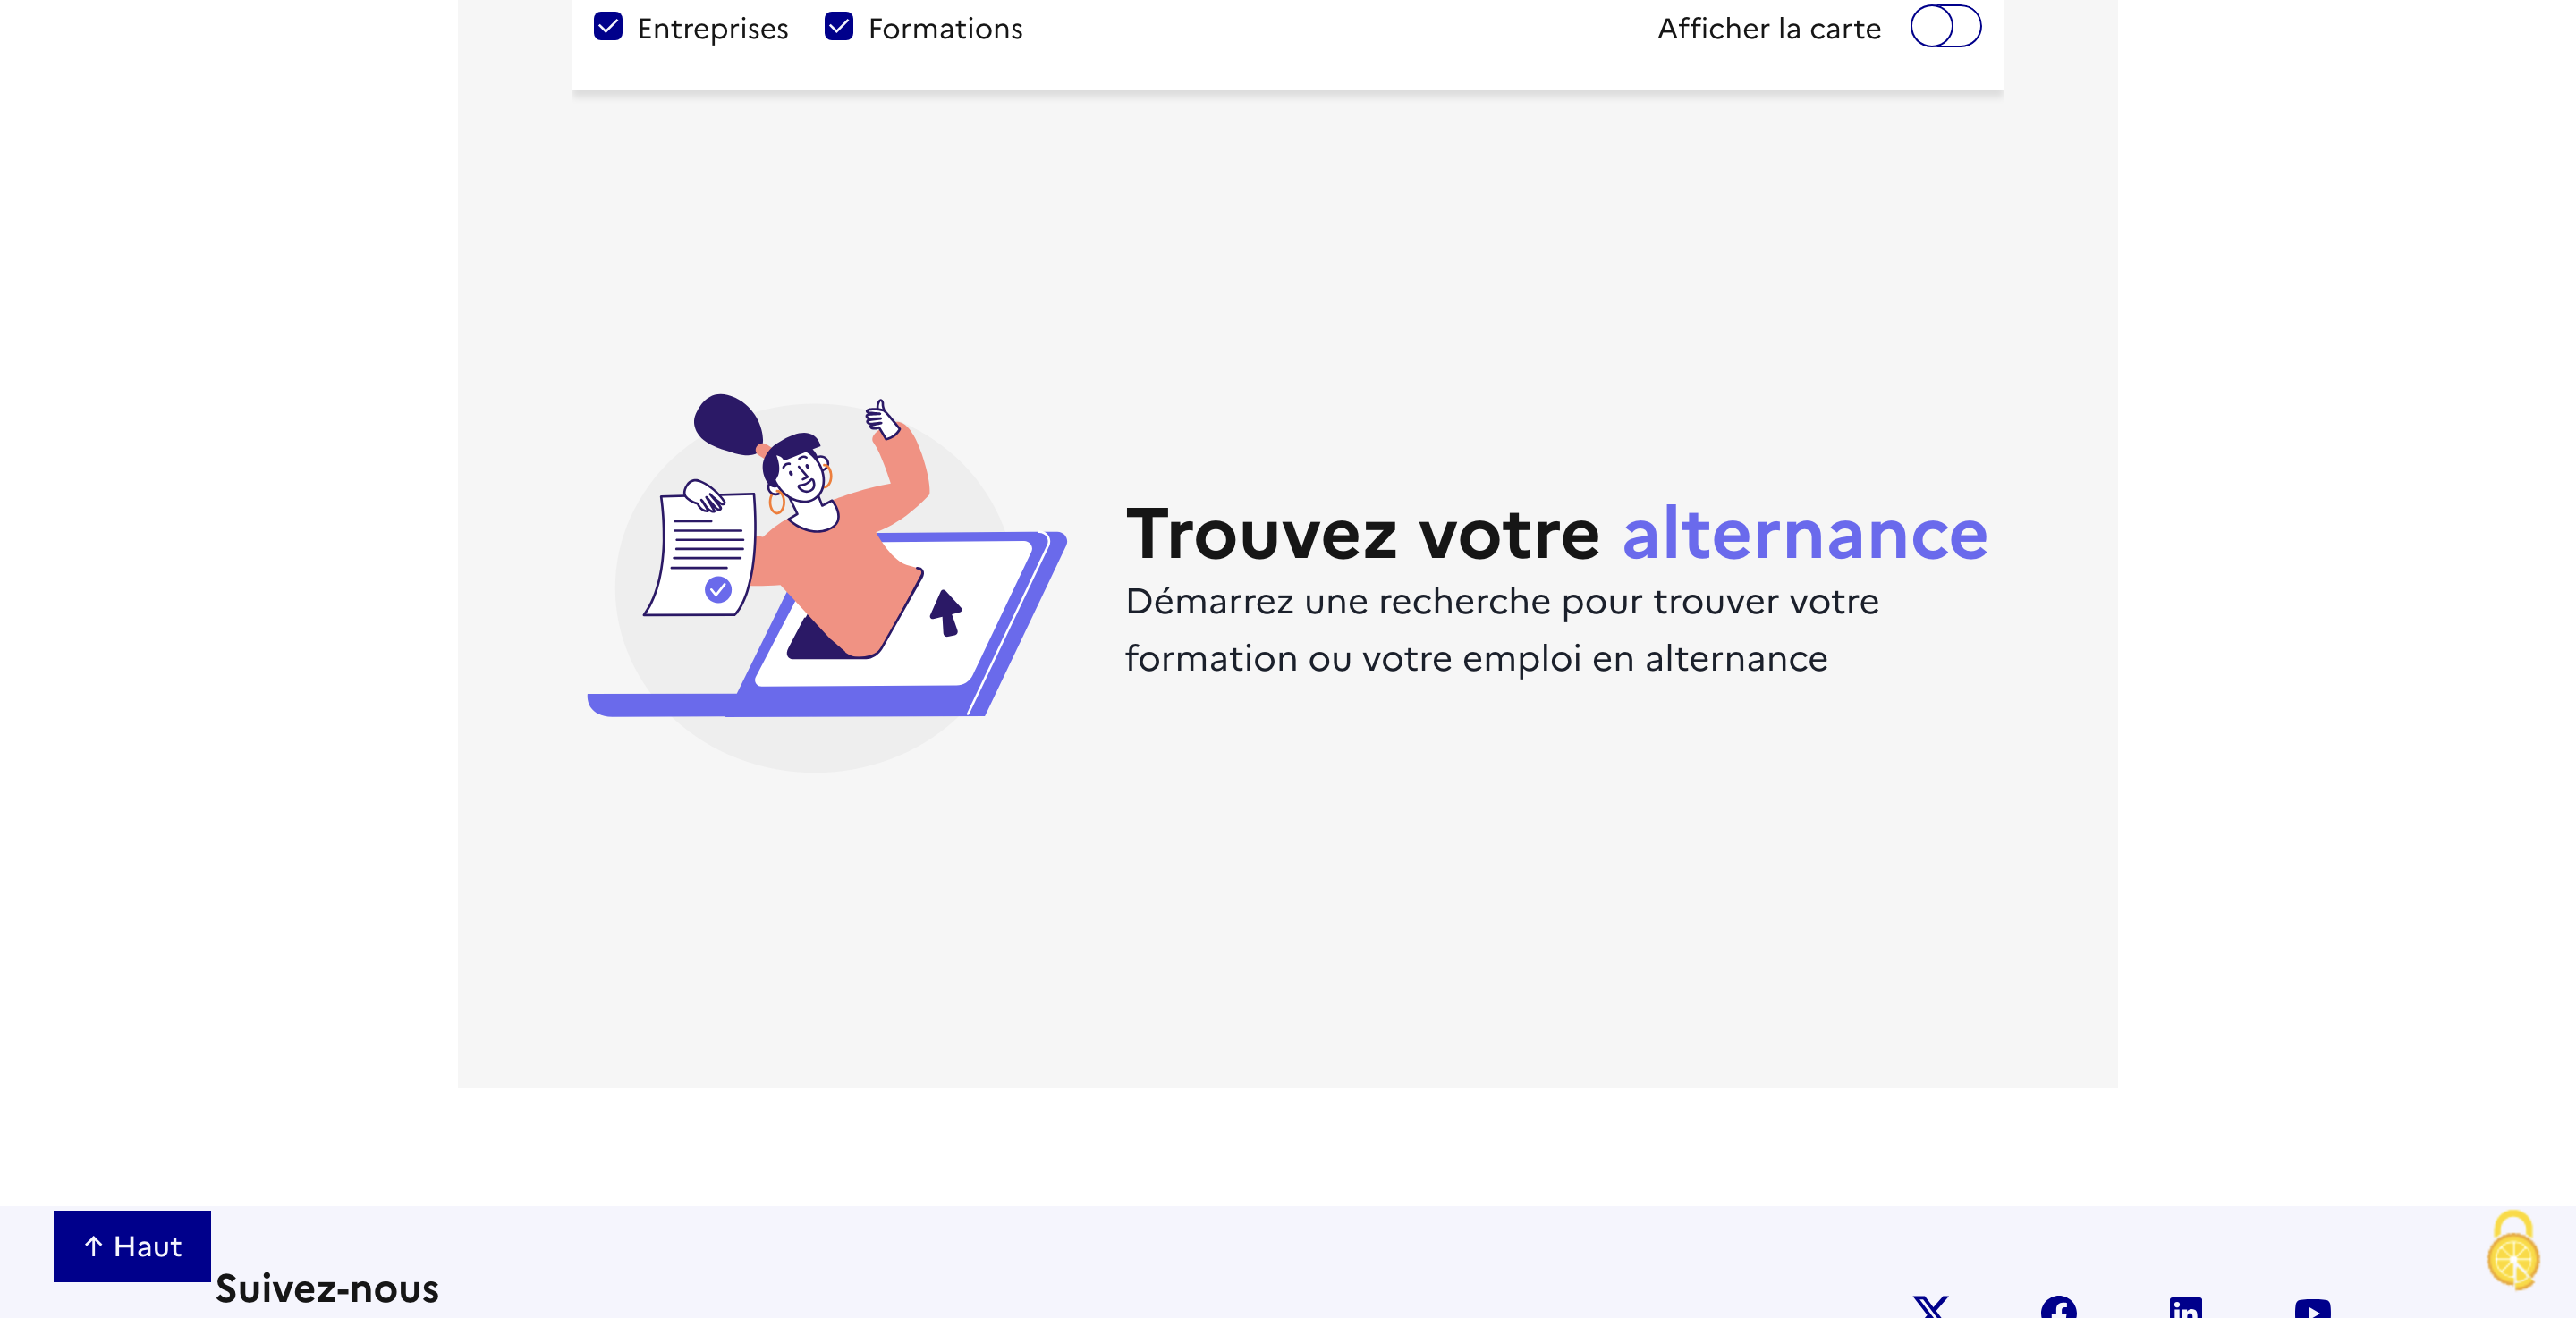 Entreprises Formations Afficher la carte
Trouvez votre alternance
Démarrez une recherche pour trouver votre
formation ou votre emploi en alternance
↑ Haut
Suivez-nous